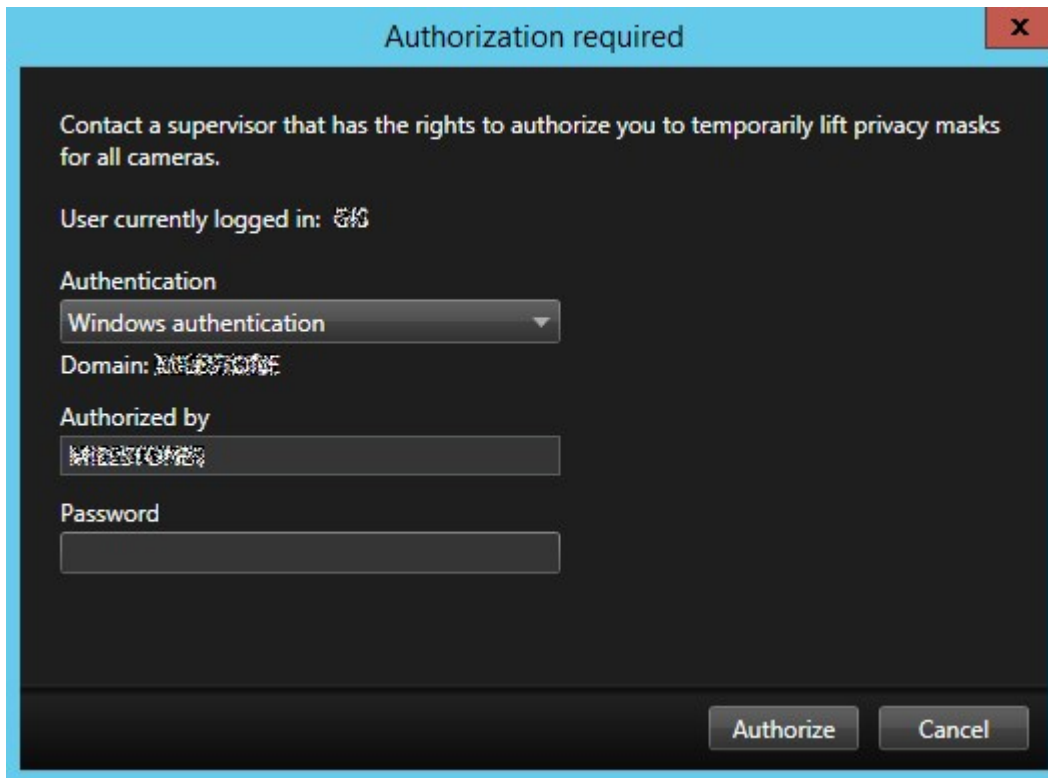 Authorization required
x
Contact a supervisor that has the rights to authorize you to temporarily lift privacy masks
for all cameras.
User currently logged in:
Authentication
Windows authentication
Domain:
Authorized by
Password
Authorize Cancel